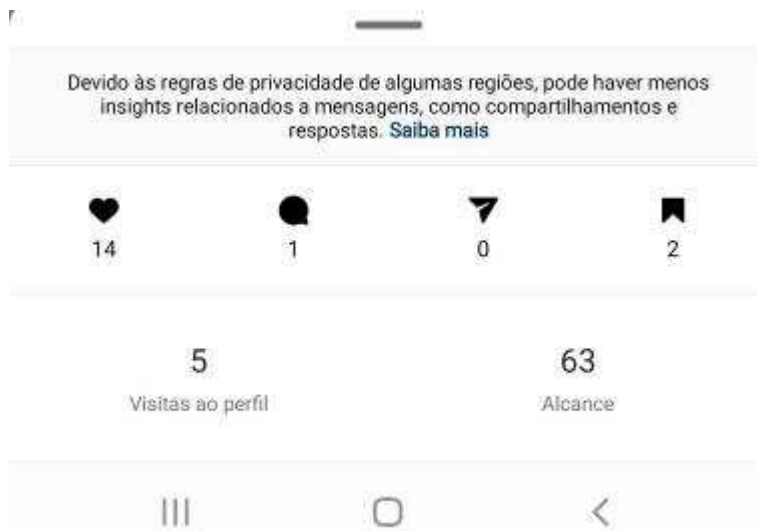 Devido às regras de privacidade de algumas regiões, pode haver menos
insights relacionados a mensagens, como compartilhamentos e
respostas. Saiba mais
14 1 0 2
5 63
Visitas ao perfil Alcance